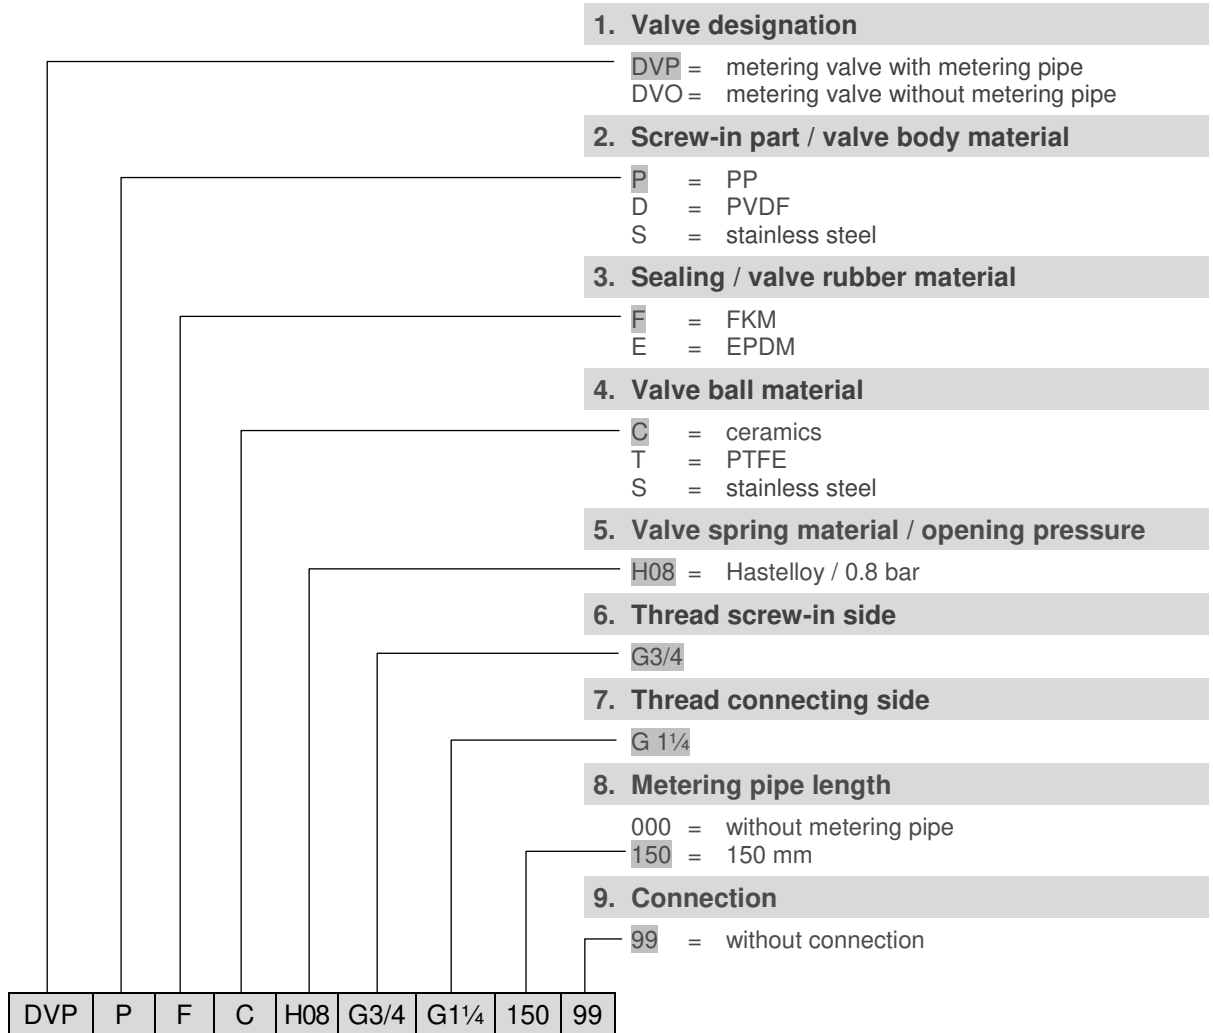 1. Valve designation
DVP = metering valve with metering pipe
DVO = metering valve without metering pipe
2. Screw-in part / valve body material
P = PP
D = PVDF
S = stainless steel
3. Sealing / valve rubber material
F = FKM
E = EPDM
4. Valve ball material
C = ceramics
T = PTFE
S = stainless steel
5. Valve spring material / opening pressure
H08 = Hastelloy / 0.8 bar
6. Thread screw-in side
G3/4
7. Thread connecting side
G 1¼
8. Metering pipe length
000 = without metering pipe
150 = 150 mm
9. Connection
99 = without connection
DVP P F C H08 G3/4 G1¼ 150 99